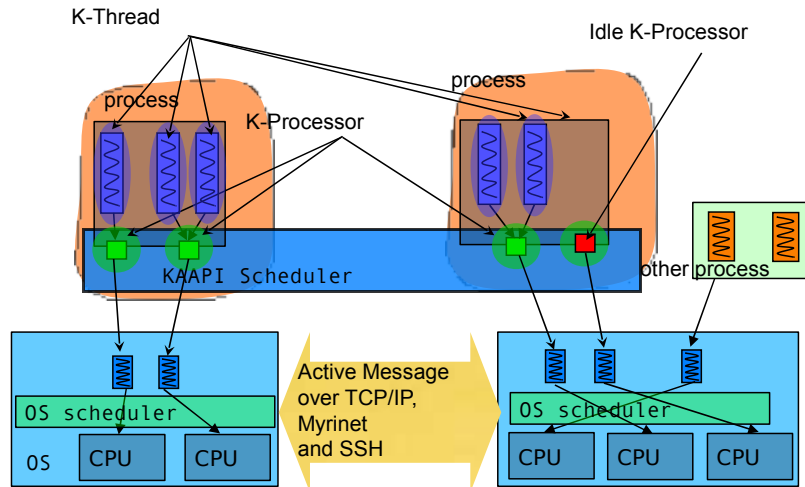 K-Thread
Idle K-Processor
process
process
K-Processor
KAAPI Scheduler
other process
Active Message
over TCP/IP,
Myrinet
and SSH
OS scheduler
OS scheduler
OS
CPU
CPU
CPU
CPU
CPU